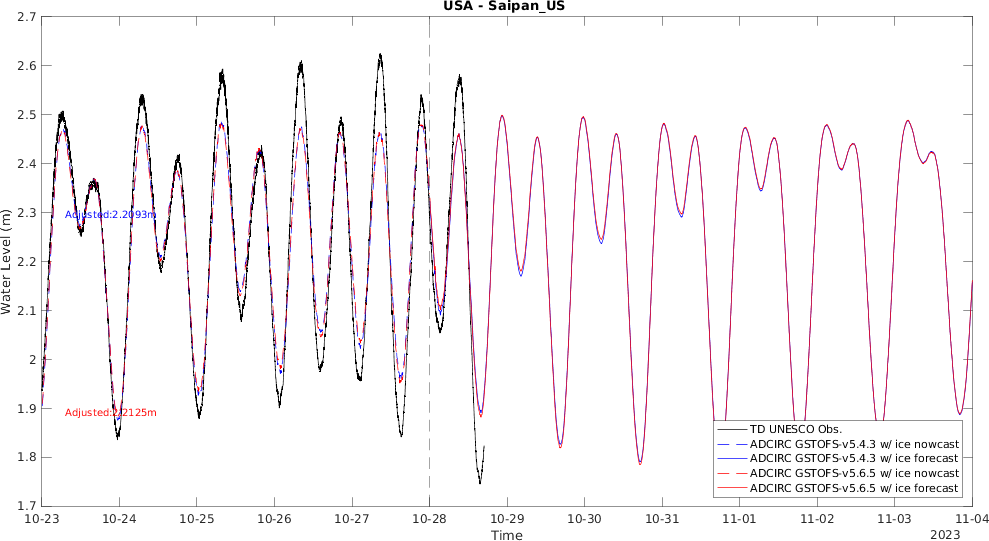 USA - Saipan_US
2.7
2.6
2.5
2.4
2.3
2.2
2.1
2
1.9
1.8
1.7
Water Level (m)
Adjusted:2.2093m
Adjusted:2.2125m
TD UNESCO Obs.
ADCIRC GSTOFS-v5.4.3 w/ ice nowcast
ADCIRC GSTOFS-v5.4.3 w/ ice forecast
ADCIRC GSTOFS-v5.6.5 w/ ice nowcast
ADCIRC GSTOFS-v5.6.5 w/ ice forecast
10-23 10-24 10-25 10-26 10-27 10-28 10-29 10-30 10-31 11-01 11-02 11-03 11-04
Time
2023